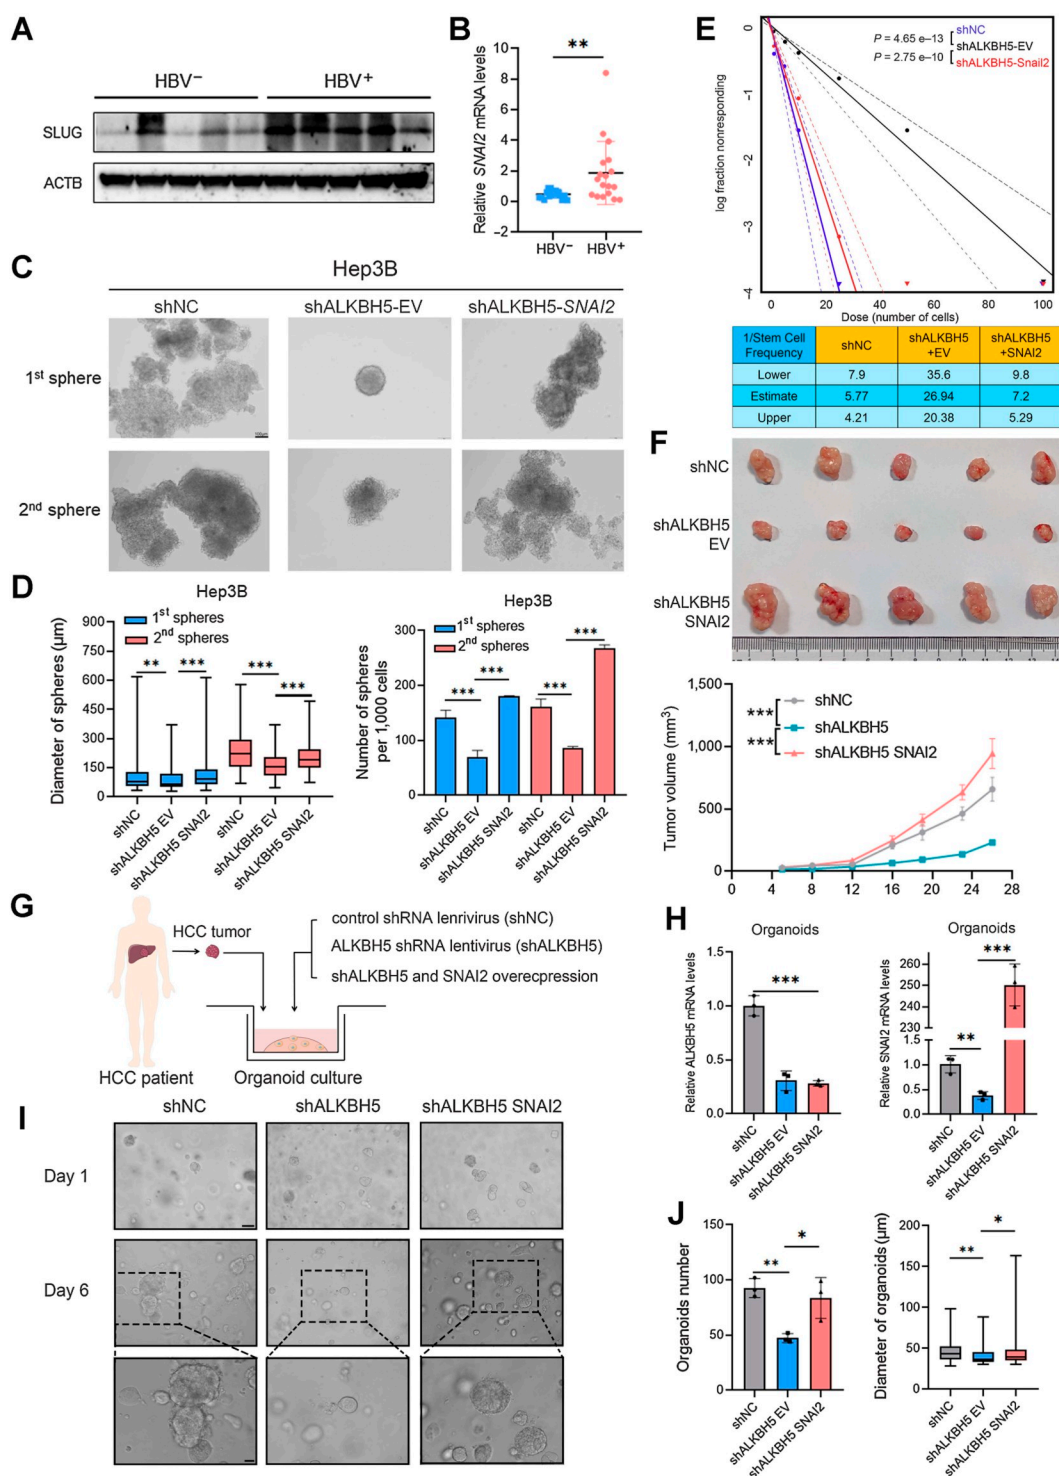 A
HBV⁻ HBV⁺
SLUG
ACTB
B
**
Relative SNAI2 mRNA levels
10
8
6
4
2
0
−2
HBV⁻
HBV⁺
C
Hep3B
shNC shALKBH5-EV shALKBH5-SNAI2
1st sphere
2nd sphere
D
Hep3B
1st spheres
2nd spheres
Diameter of spheres (μm)
900
750
600
450
300
150
0
** *** *** ***
shNC
shALKBH5 EV
shALKBH5 SNAI2
shNC
shALKBH5 EV
shALKBH5 SNAI2
Hep3B
1st spheres
2nd spheres
Number of spheres
per 1,000 cells
300
200
100
0
*** *** *** ***
shNC
shALKBH5 EV
shALKBH5 SNAI2
shNC
shALKBH5 EV
shALKBH5 SNAI2
E
P = 4.65 e–13
P = 2.75 e–10
shNC
shALKBH5-EV
shALKBH5-Snail2
log fraction nonresponding
0
−1
−2
−3
−4
0 20 40 60 80 100
Dose (number of cells)
1/Stem Cell Frequency shNC shALKBH5 +EV shALKBH5 +SNAI2
Lower 7.9 35.6 9.8
Estimate 5.77 26.94 7.2
Upper 4.21 20.38 5.29
F
shNC
shALKBH5
EV
shALKBH5
SNAI2
Tumor volume (mm³)
1,500
1,000
500
0
*** shNC
*** shALKBH5
shALKBH5 SNAI2
0 4 8 12 16 20 24 28
G
HCC tumor
control shRNA lenrivirus (shNC)
ALKBH5 shRNA lentivirus (shALKBH5)
shALKBH5 and SNAI2 overecpression
HCC patient Organoid culture
H
Organoids
Relative ALKBH5 mRNA levels
1.5
1.0
0.5
0.0
***
shNC
shALKBH5 EV
shALKBH5 SNAI2
Organoids
Relative SNAI2 mRNA levels
260
250
240
230
1.5
1.0
0.5
0.0
** ***
shNC
shALKBH5 EV
shALKBH5 SNAI2
I
shNC shALKBH5 shALKBH5 SNAI2
Day 1
Day 6
J
Organoids number
150
100
50
0
** *
shNC
shALKBH5 EV
shALKBH5 SNAI2
Diameter of organoids (μm)
200
150
100
50
0
** *
shNC
shALKBH5 EV
shALKBH5 SNAI2